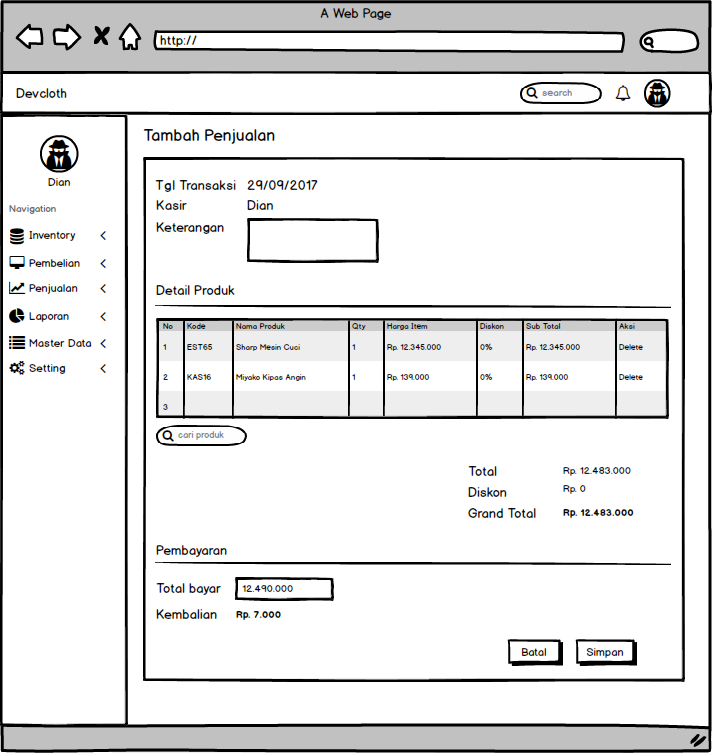 A Web Page
http://
Devcloth
search
Dian
Navigation
Inventory
Pembelian
Penjualan
Laporan
Master Data
Setting
Tambah Penjualan
Tgl Transaksi 29/09/2017
Kasir Dian
Keterangan
Detail Produk
No Kode Nama Produk Qty Harga Item Diskon Sub Total Aksi
1 EST65 Sharp Mesin Cuci 1 Rp. 12.345.000 0% Rp. 12.345.000 Delete
2 KAS16 Miyako Kipas Angin 1 Rp. 139.000 0% Rp. 139.000 Delete
3
cari produk
Total Rp. 12.483.000
Diskon Rp. 0
Grand Total Rp. 12.483.000
Pembayaran
Total bayar 12.490.000
Kembalian Rp. 7.000
Batal Simpan